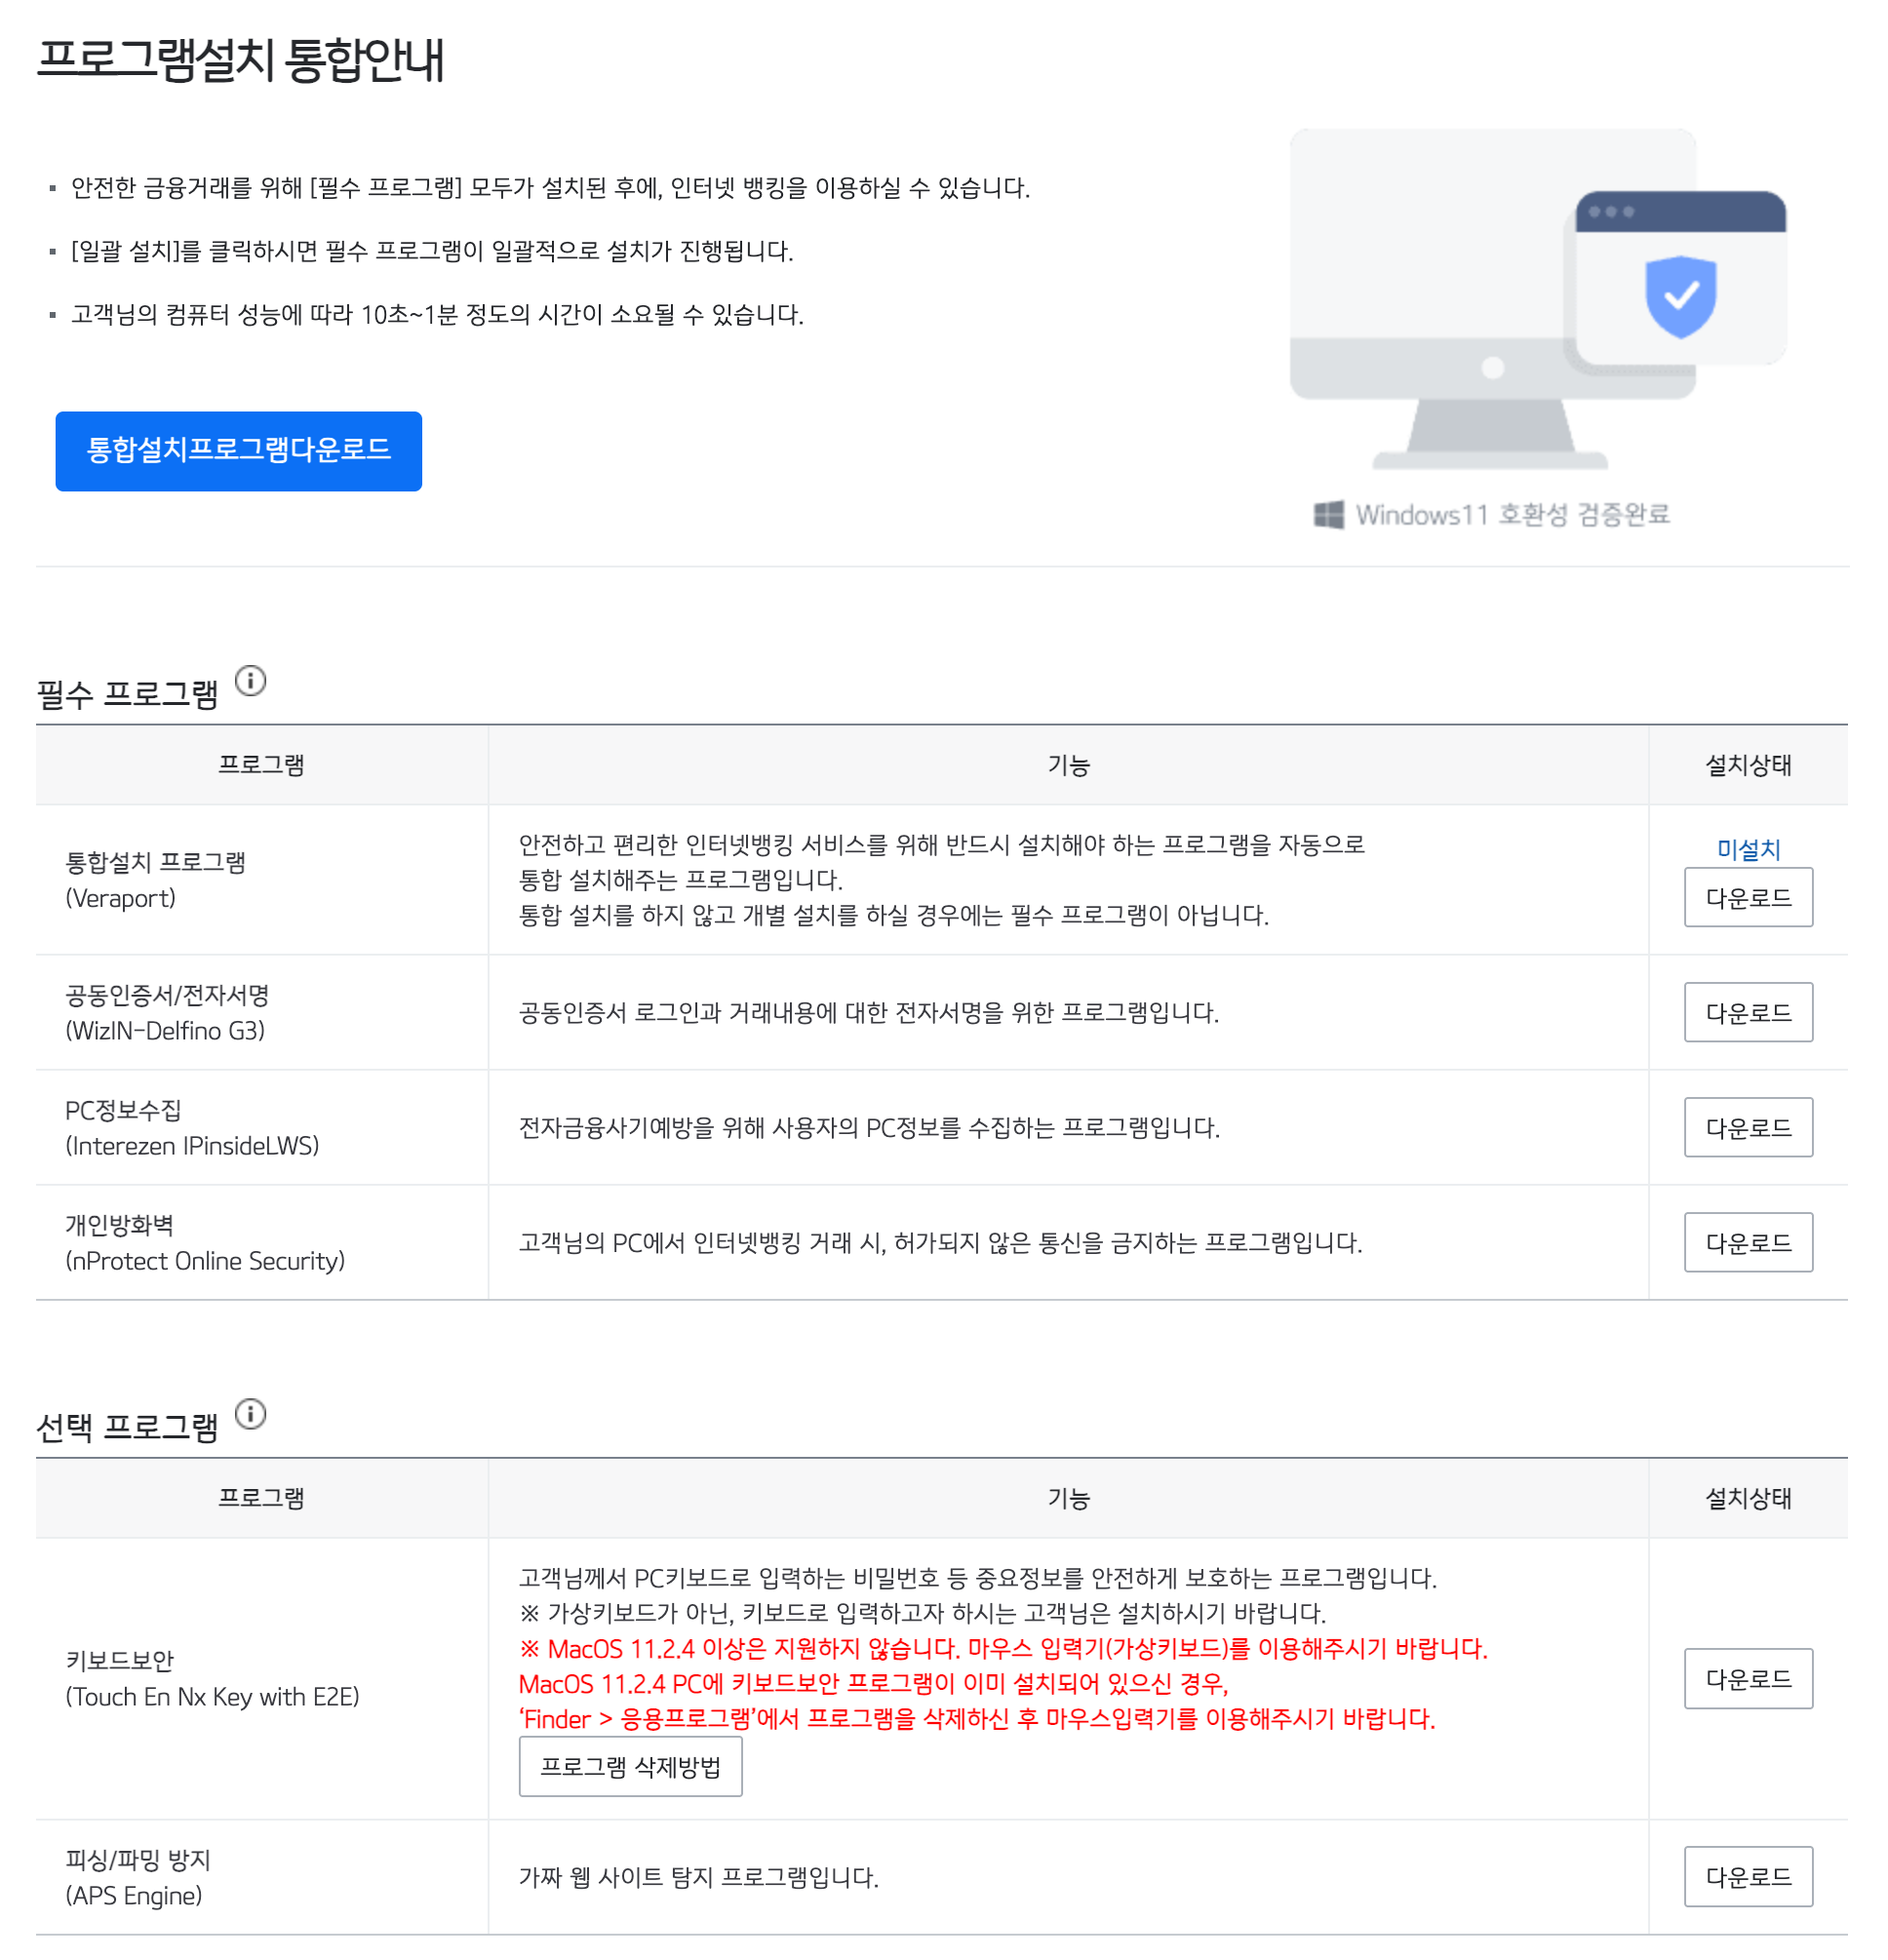 프로그램설치 통합안내
▪ 안전한 금융거래를 위해 [필수 프로그램] 모두가 설치된 후에, 인터넷 뱅킹을 이용하실 수 있습니다.
▪ [일괄 설치]를 클릭하시면 필수 프로그램이 일괄적으로 설치가 진행됩니다.
▪ 고객님의 컴퓨터 성능에 따라 10초~1분 정도의 시간이 소요될 수 있습니다.
통합설치프로그램다운로드
Windows11 호환성 검증완료
필수 프로그램 ⓘ
프로그램 기능 설치상태
통합설치 프로그램
(Veraport)
안전하고 편리한 인터넷뱅킹 서비스를 위해 반드시 설치해야 하는 프로그램을 자동으로
통합 설치해주는 프로그램입니다.
통합 설치를 하지 않고 개별 설치를 하실 경우에는 필수 프로그램이 아닙니다.
미설치
다운로드
공동인증서/전자서명
(WizIN-Delfino G3)
공동인증서 로그인과 거래내용에 대한 전자서명을 위한 프로그램입니다.
다운로드
PC정보수집
(Interezen IPinsideLWS)
전자금융사기예방을 위해 사용자의 PC정보를 수집하는 프로그램입니다.
다운로드
개인방화벽
(nProtect Online Security)
고객님의 PC에서 인터넷뱅킹 거래 시, 허가되지 않은 통신을 금지하는 프로그램입니다.
다운로드
선택 프로그램 ⓘ
프로그램 기능 설치상태
키보드보안
(Touch En Nx Key with E2E)
고객님께서 PC키보드로 입력하는 비밀번호 등 중요정보를 안전하게 보호하는 프로그램입니다.
※ 가상키보드가 아닌, 키보드로 입력하고자 하시는 고객님은 설치하시기 바랍니다.
※ MacOS 11.2.4 이상은 지원하지 않습니다. 마우스 입력기(가상키보드)를 이용해주시기 바랍니다.
MacOS 11.2.4 PC에 키보드보안 프로그램이 이미 설치되어 있으신 경우,
‘Finder > 응용프로그램’에서 프로그램을 삭제하신 후 마우스입력기를 이용해주시기 바랍니다.
프로그램 삭제방법
다운로드
피싱/파밍 방지
(APS Engine)
가짜 웹 사이트 탐지 프로그램입니다.
다운로드